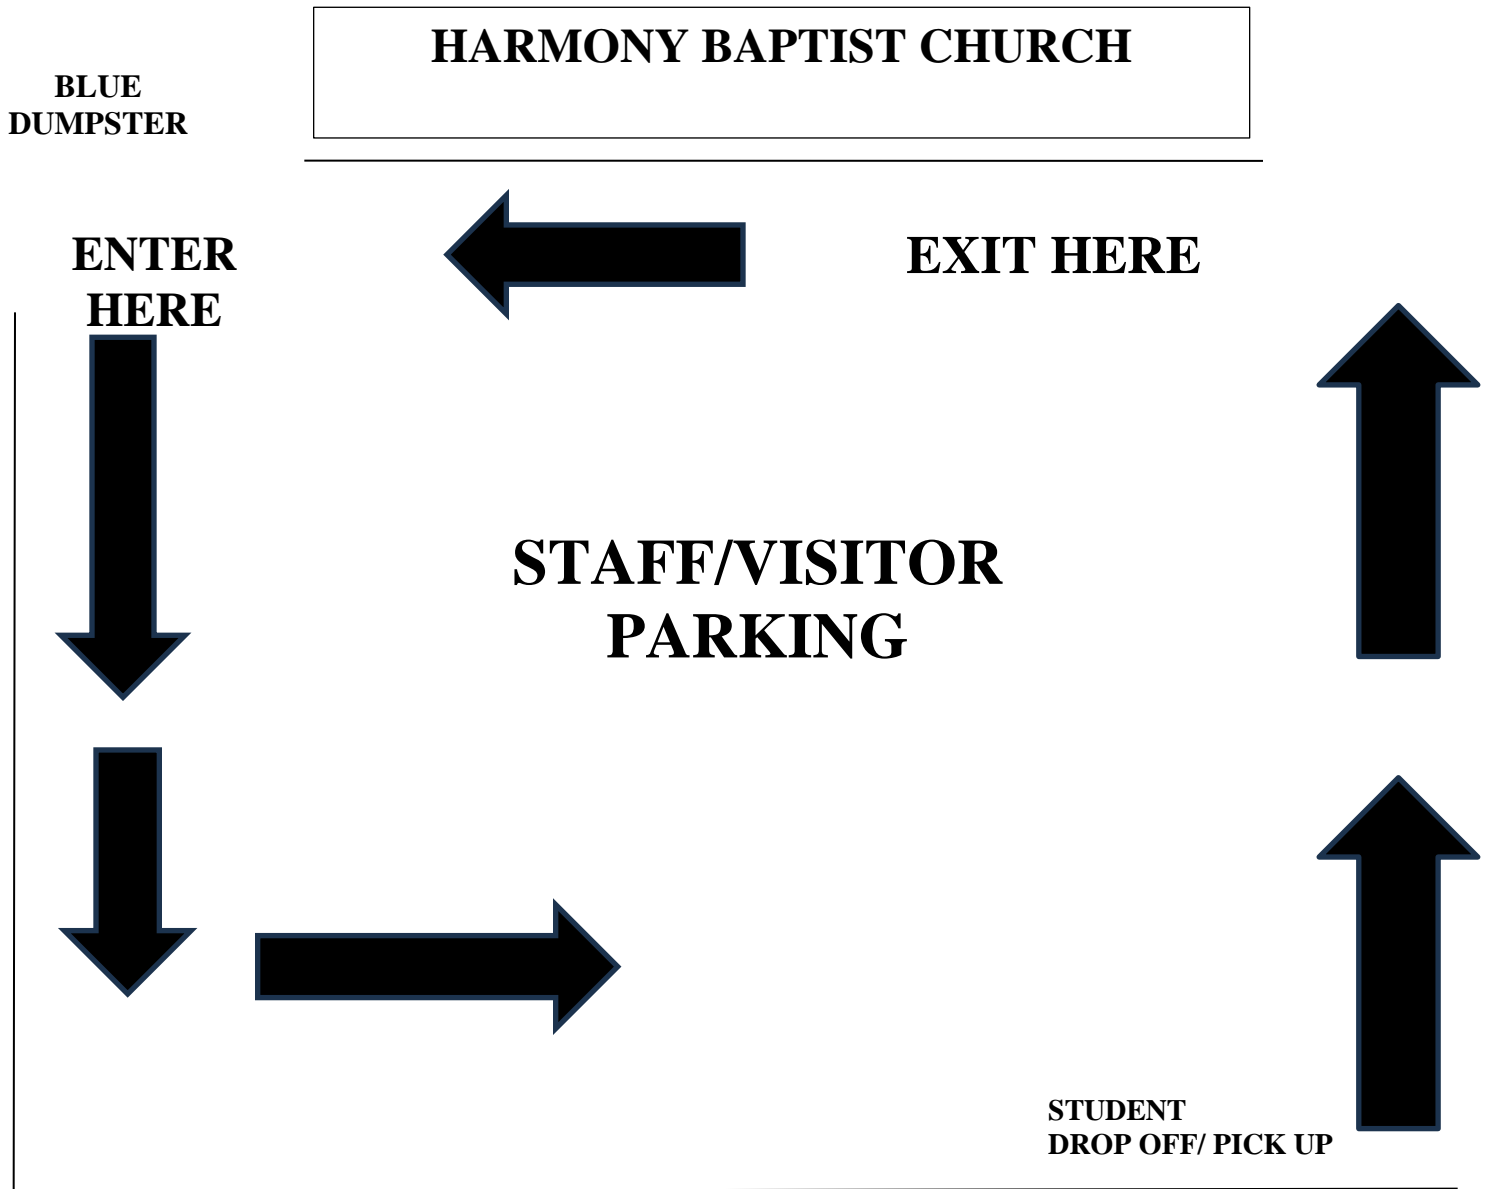 HARMONY BAPTIST CHURCH
BLUE
DUMPSTER
ENTER
HERE
EXIT HERE
STAFF/VISITOR
PARKING
STUDENT
DROP OFF/ PICK UP